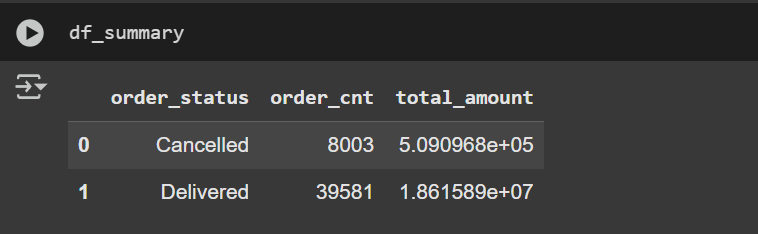 df_summary
order_status order_cnt total_amount
0 Cancelled 8003 5.090968e+05
1 Delivered 39581 1.861589e+07